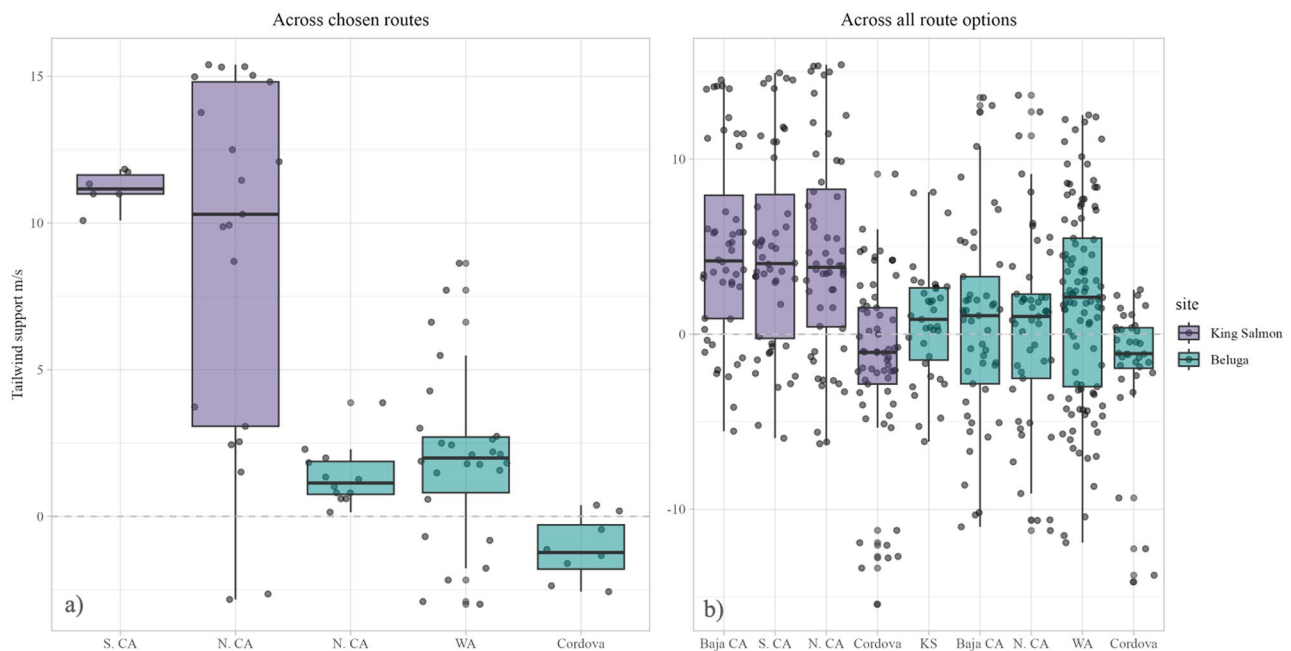 Across chosen routes
Across all route options
Tailwind support m/s
15
10
5
0
a)
S. CA
N. CA
N. CA
WA
Cordova
10
0
-10
b)
Baja CA
S. CA
N. CA
Cordova
KS
Baja CA
N. CA
WA
Cordova
site
King Salmon
Beluga